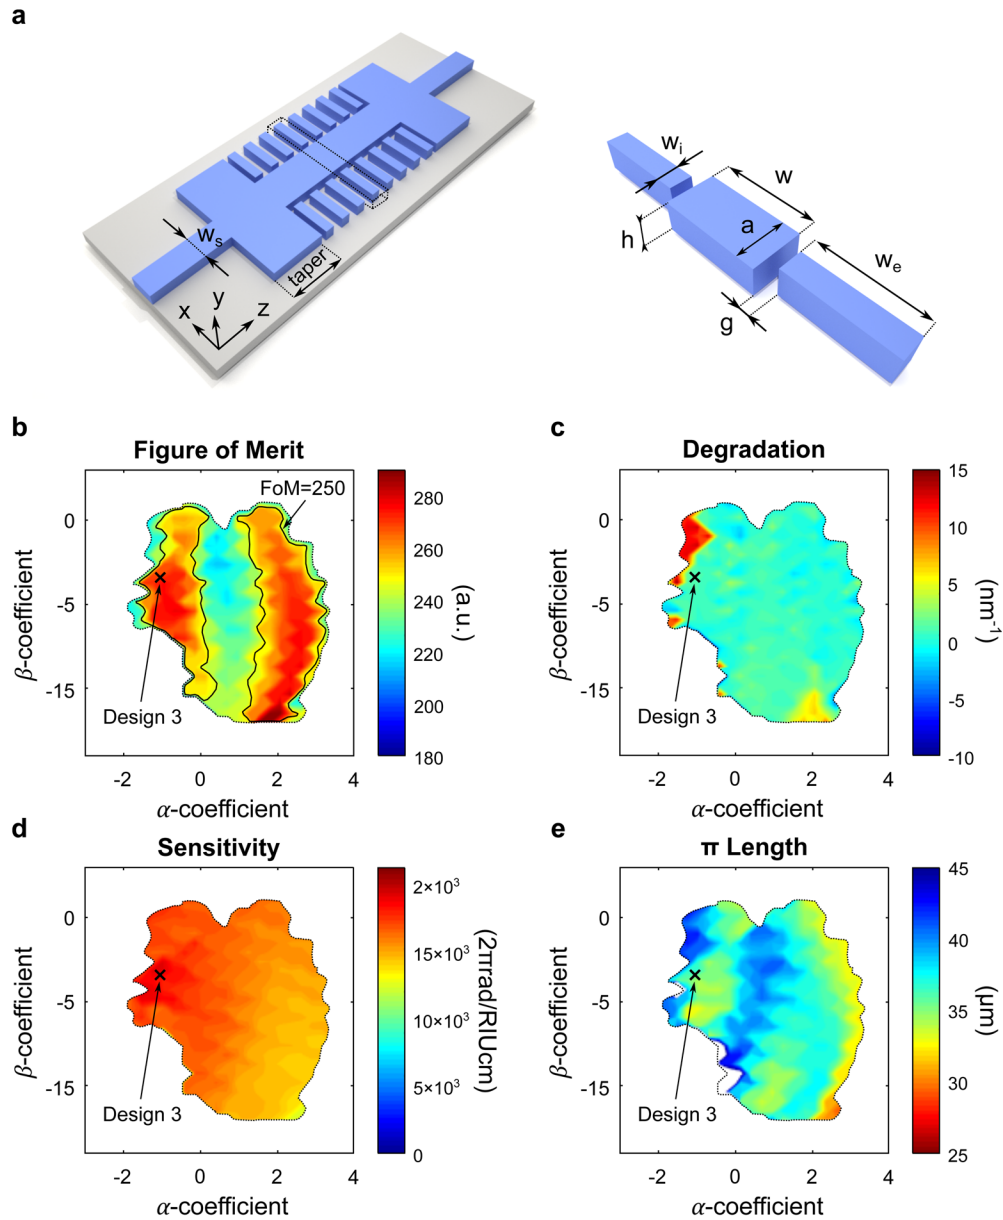 a
w_s
taper
x
y
z
w_i
w
a
h
w_e
g
b
Figure of Merit
FoM=250
0
-5
-15
β-coefficient
Design 3
-2
0
2
4
α-coefficient
280
260
240
220
200
180
(a.u.)
c
Degradation
0
-5
-15
β-coefficient
Design 3
-2
0
2
4
α-coefficient
15
10
5
0
-5
-10
(nm⁻¹)
d
Sensitivity
0
-5
-15
β-coefficient
Design 3
-2
0
2
4
α-coefficient
2×10³
15×10³
10×10³
5×10³
0
(2πrad/RIUcm)
e
π Length
0
-5
-15
β-coefficient
Design 3
-2
0
2
4
α-coefficient
45
40
35
30
25
(µm)